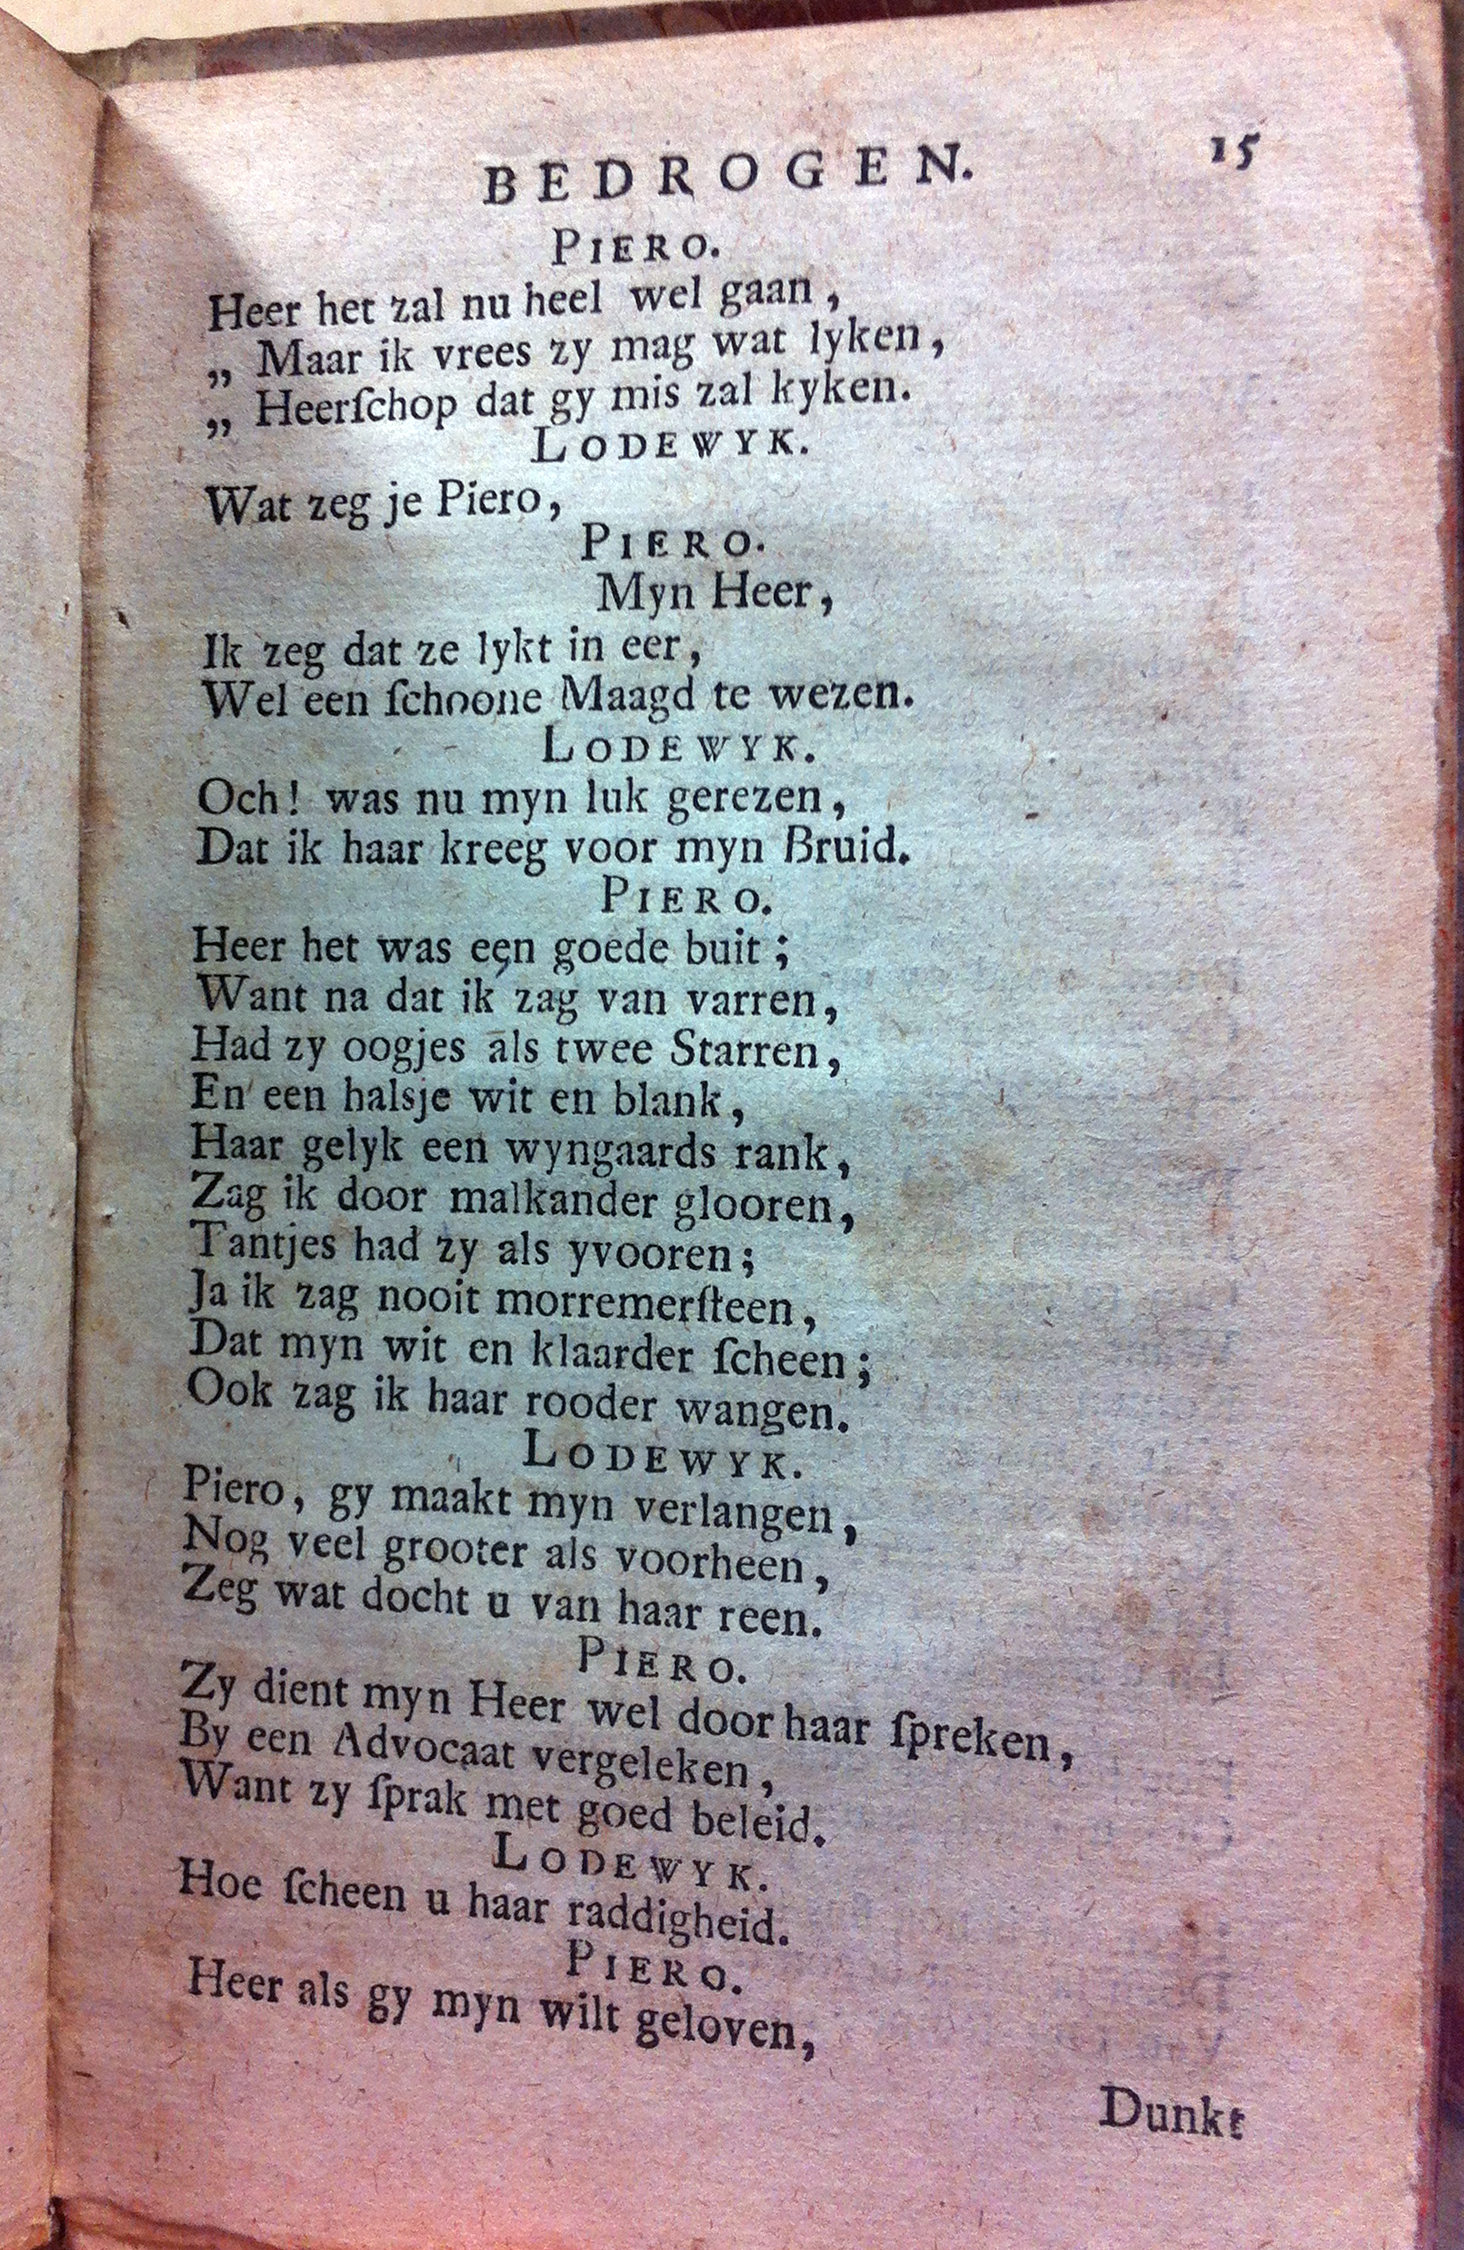 BEDROGEN. 15
PIERO.
Heer het zal nu heel wel gaan,
„ Maar ik vrees zy mag wat lyken,
„ Heerſchop dat gy mis zal kyken.
LODEWYK.
Wat zeg je Piero,
PIERO.
Myn Heer,
Ik zeg dat ze lykt in eer,
Wel een ſchoone Maagd te wezen.
LODEWYK.
Och! was nu myn luk gerezen,
Dat ik haar kreeg voor myn Bruid.
PIERO.
Heer het was een goede buit;
Want na dat ik zag van varren,
Had zy oogjes als twee Starren,
En een halsje wit en blank,
Haar gelyk een wyngaards rank,
Zag ik door malkander glooren,
Tantjes had zy als yvooren;
Ja ik zag nooit morremerſteen,
Dat myn wit en klaarder ſcheen;
Ook zag ik haar rooder wangen.
LODEWYK.
Piero, gy maakt myn verlangen,
Nog veel grooter als voorheen,
Zeg wat docht u van haar reen.
PIERO.
Zy dient myn Heer wel door haar ſpreken,
By een Advocaat vergeleken,
Want zy ſprak met goed beleid.
LODEWYK.
Hoe ſcheen u haar raddigheid.
PIERO.
Heer als gy myn wilt geloven,
Dunkt